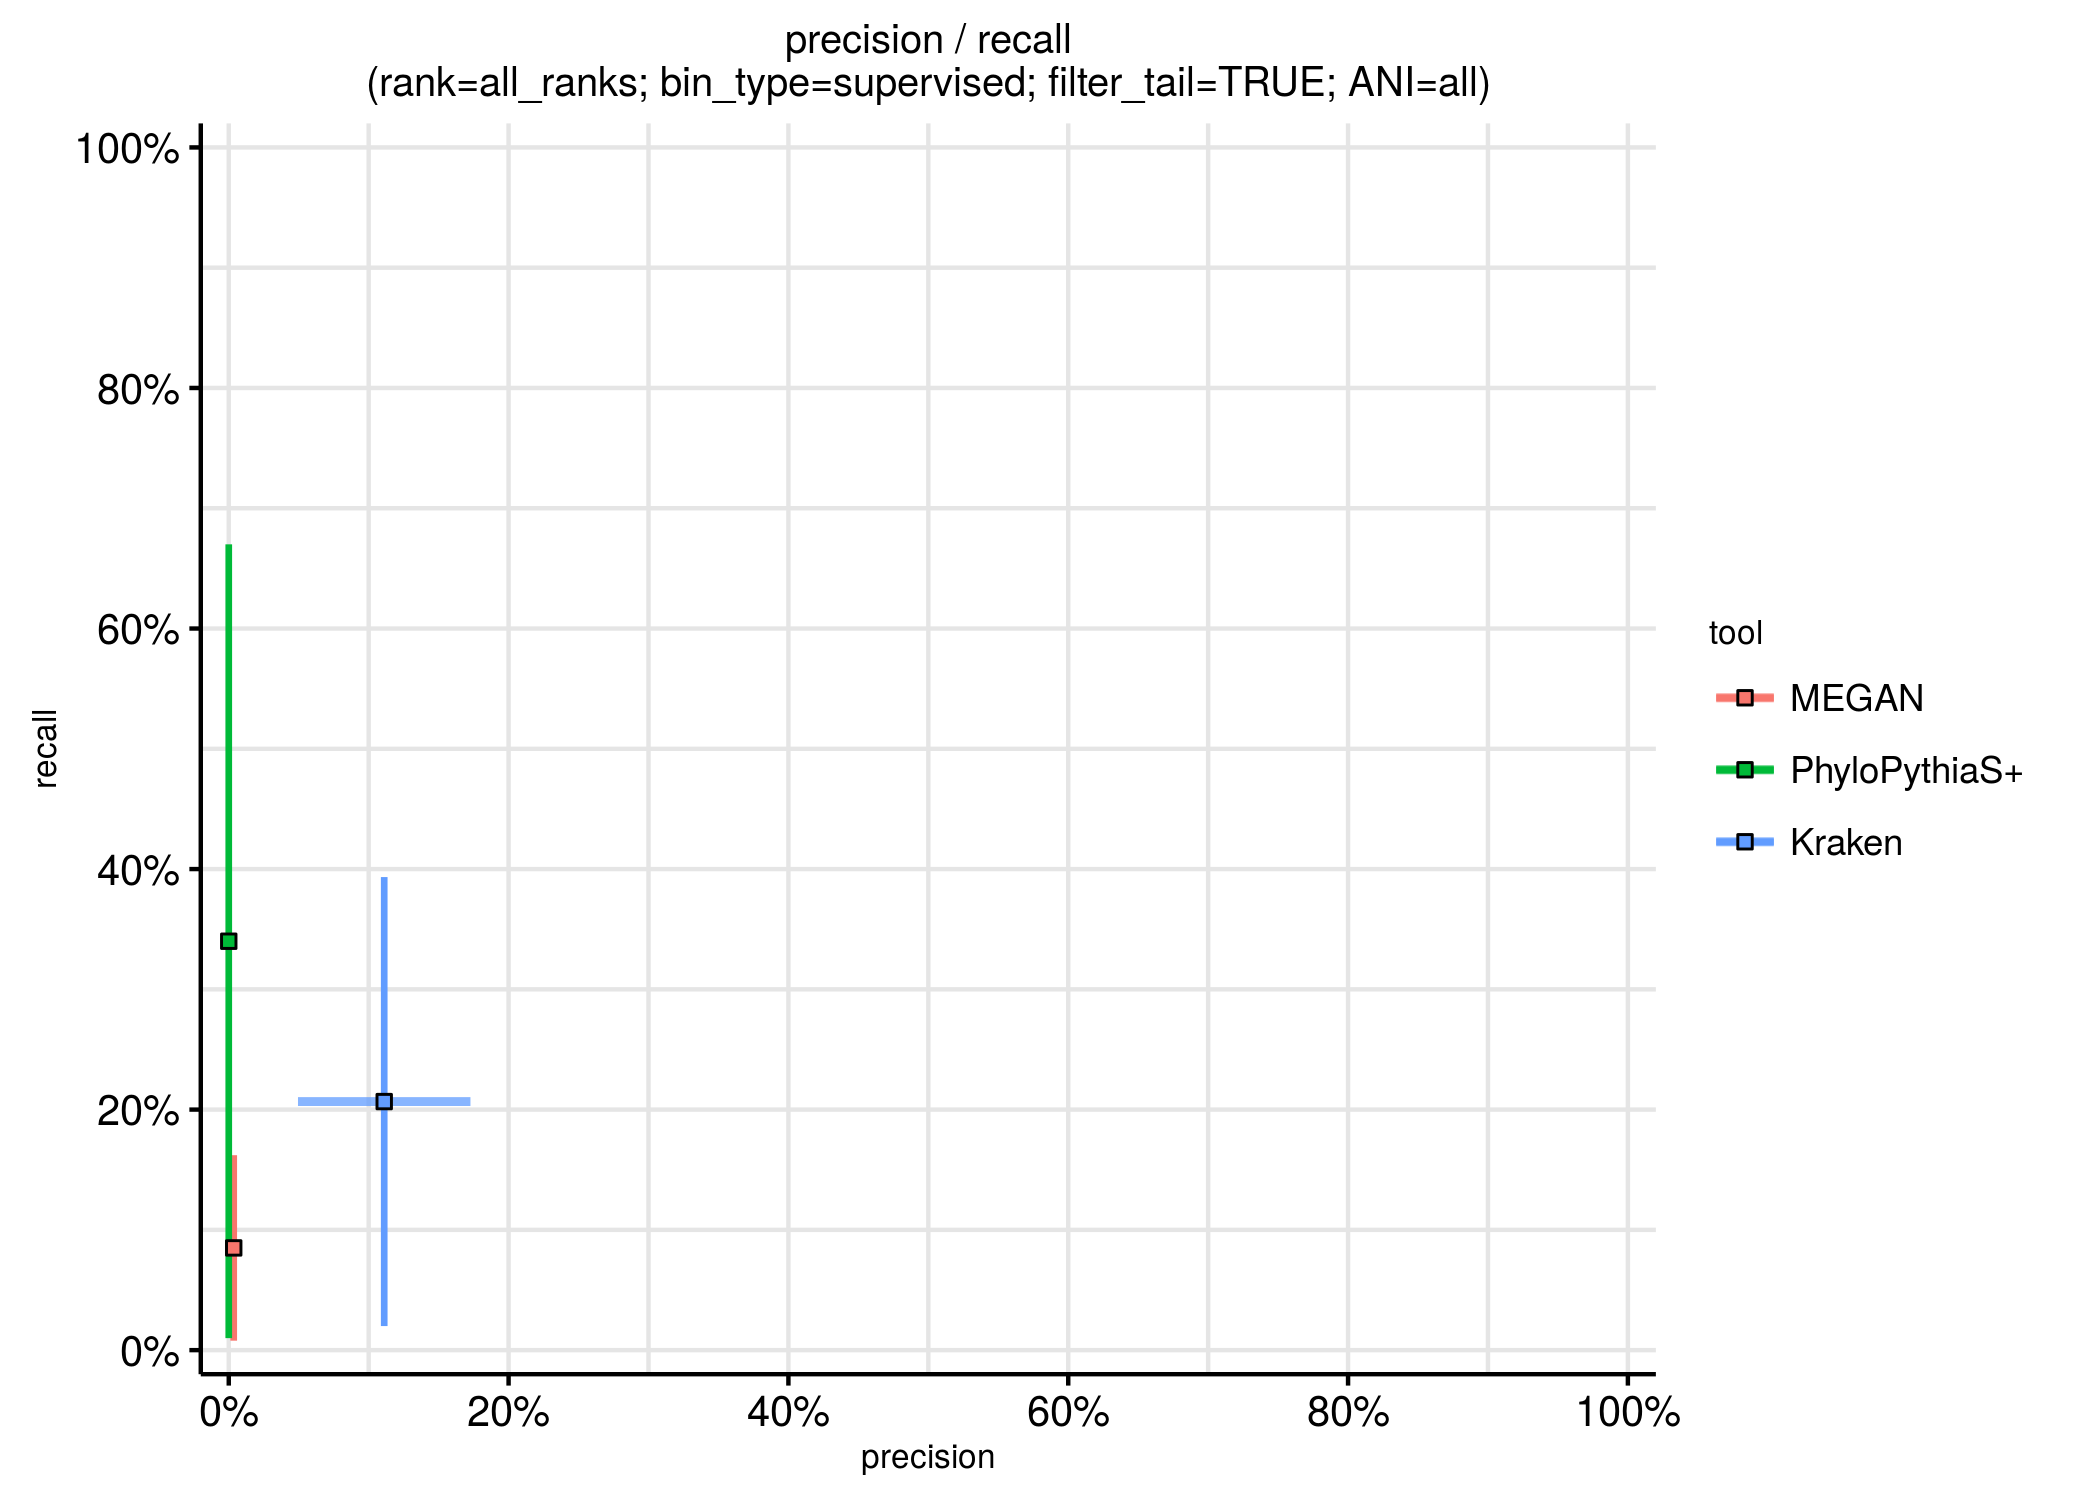 precision / recall
(rank=all_ranks; bin_type=supervised; filter_tail=TRUE; ANI=all)
100%
80%
60%
40%
20%
0%
recall
0% 20% 40% 60% 80% 100%
precision
tool
MEGAN
PhyloPythiaS+
Kraken